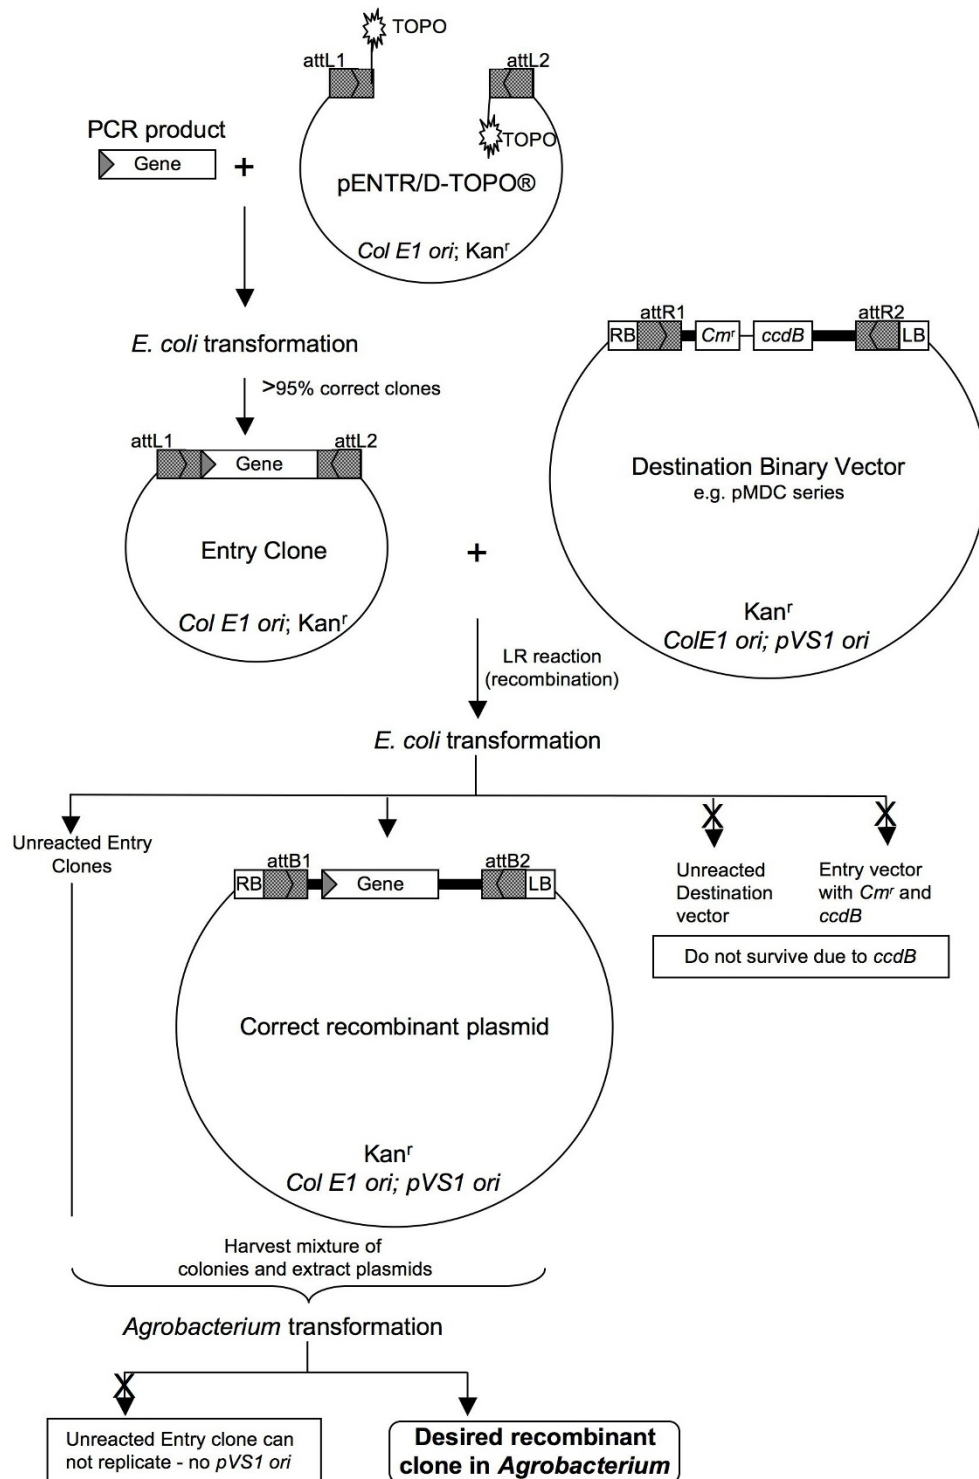 TOPO
attL1
attL2
PCR product
Gene
+
TOPO
pENTR/D-TOPO®
Col E1 ori; Kanʳ
attR1
attR2
RB
Cmʳ
ccdB
LB
E. coli transformation
>95% correct clones
attL1
attL2
Gene
Destination Binary Vector
e.g. pMDC series
Entry Clone
+
Col E1 ori; Kanʳ
Kanʳ
ColE1 ori; pVS1 ori
LR reaction
(recombination)
E. coli transformation
Unreacted Entry
Clones
X
X
attB1
attB2
RB
Gene
LB
Unreacted
Destination
vector
Entry vector
with Cmʳ and
ccdB
Do not survive due to ccdB
Correct recombinant plasmid
Kanʳ
Col E1 ori; pVS1 ori
Harvest mixture of
colonies and extract plasmids
Agrobacterium transformation
X
Unreacted Entry clone can
not replicate - no pVS1 ori
Desired recombinant
clone in Agrobacterium